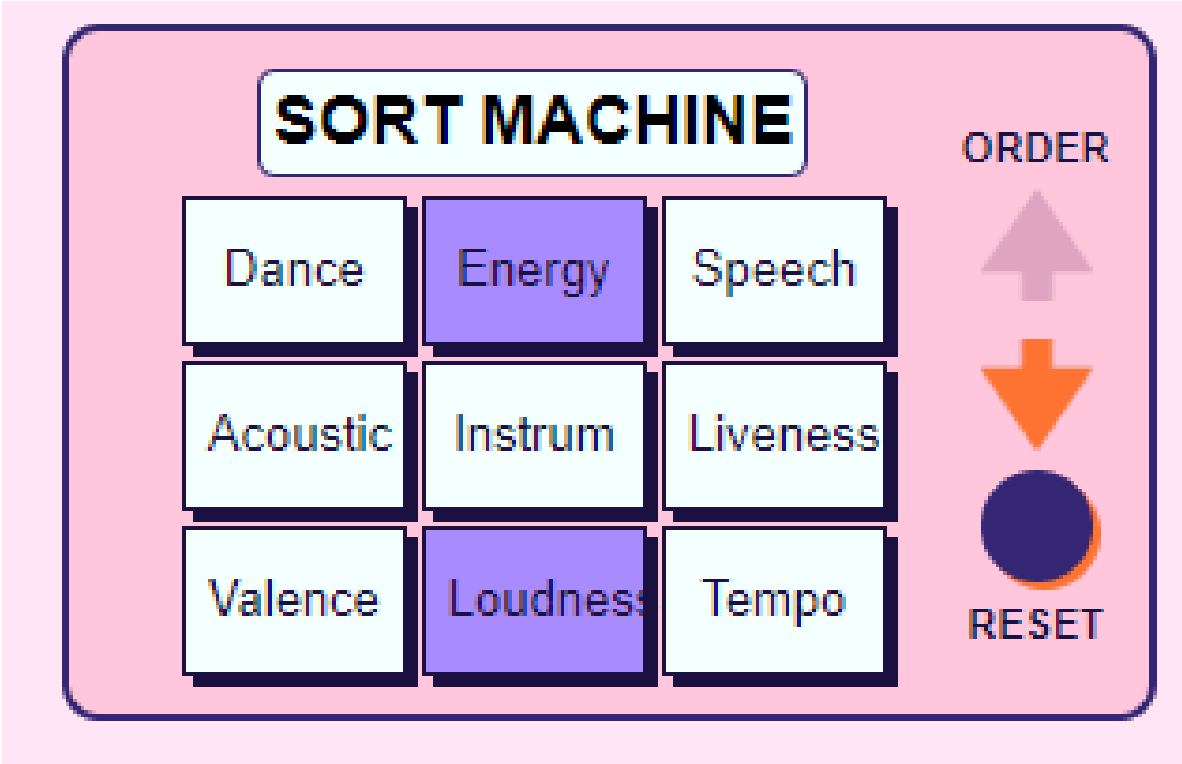 SORT MACHINE
ORDER
Dance Energy Speech
Acoustic Instrum Liveness
Valence Loudness Tempo
RESET